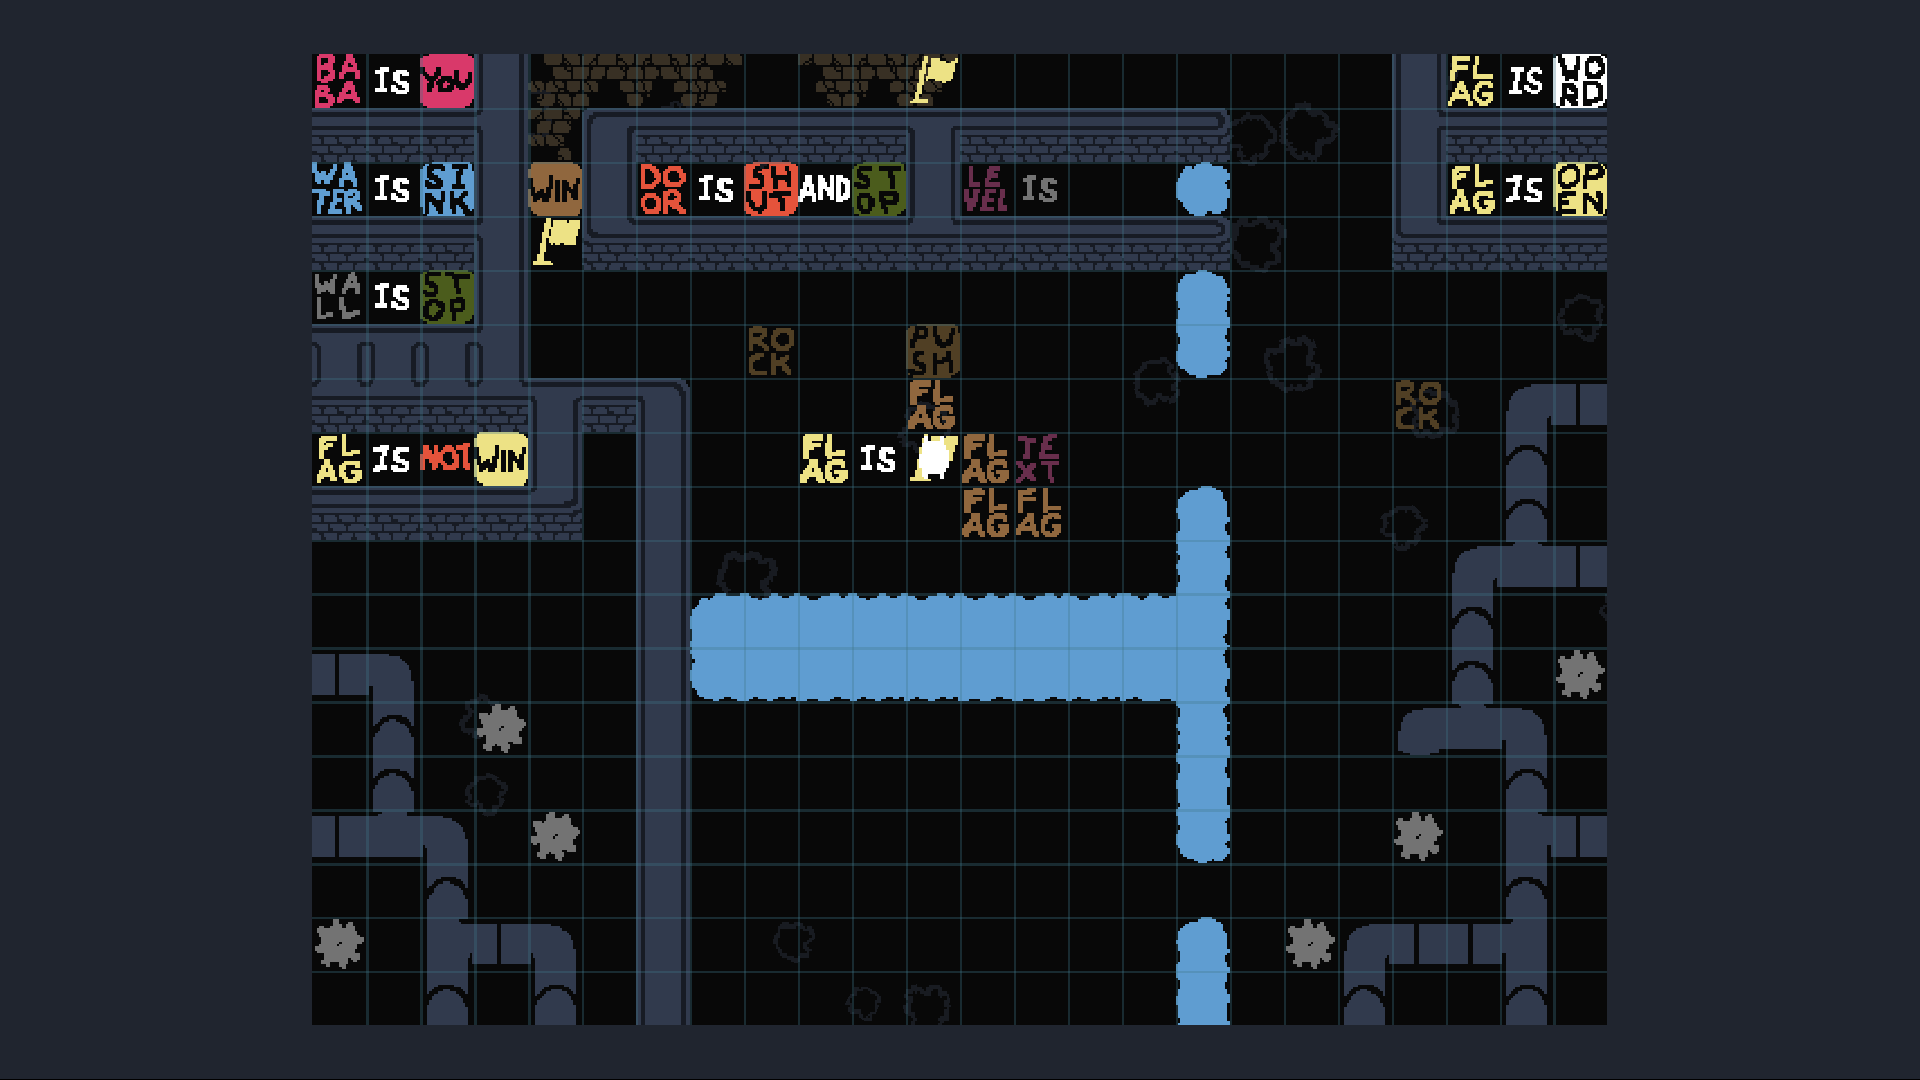 BABA IS YOU
FLAG IS WORD
WATER IS STNK
WIN
DOOR IS SHUT AND STOP
LEVEL IS
FLAG IS OPEN
WALL IS STOP
ROCK
PUSH
FLAG
ROCK
FLAG IS NOT WIN
FLAG IS
FLAG TEXT
FLAG FLAG